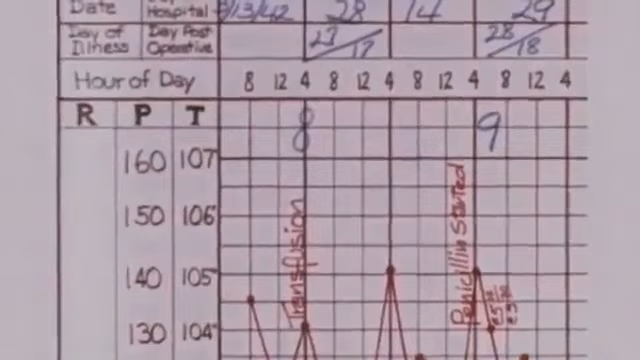 Date Hospital 3/13/42 28 14 29
Day of Illness Day Post Operative 27/17 28/18
Hour of Day 8 12 4 8 12 4 8 12 4 8 12 4
R P T 8 9
160 107
150 106
140 105
130 104
Transfusion
Penicillin started